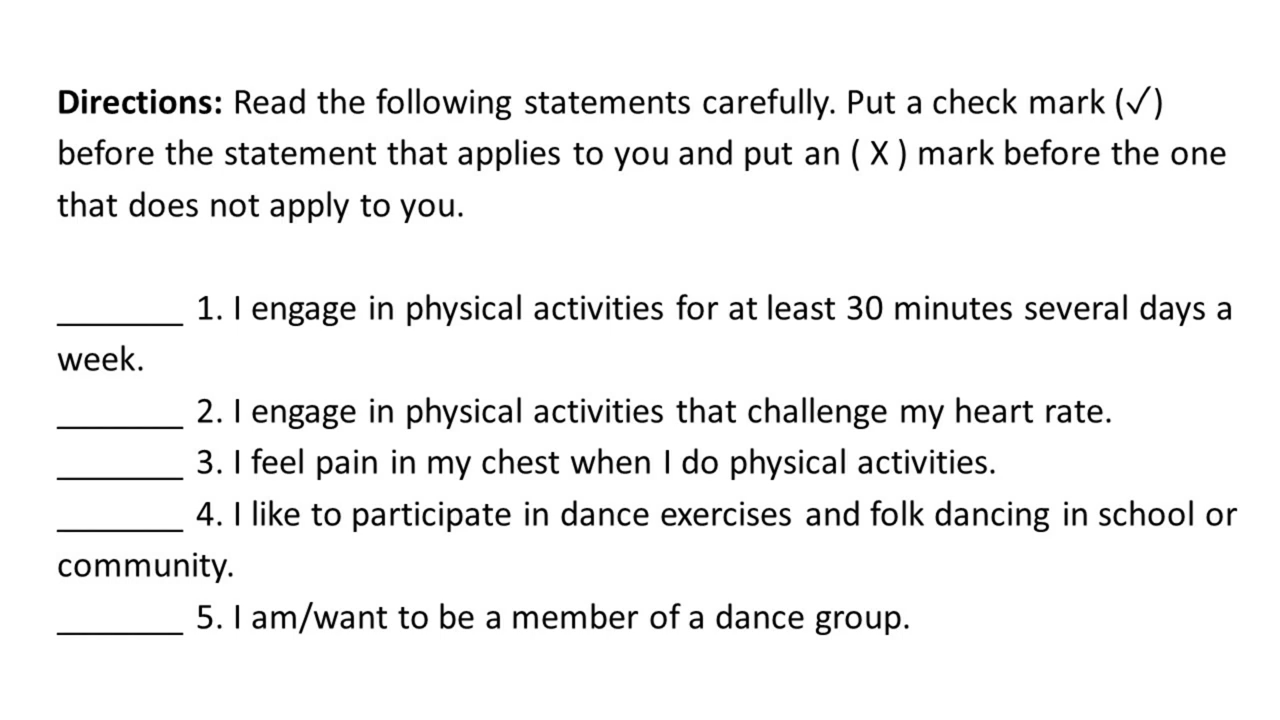 Directions: Read the following statements carefully. Put a check mark (✓)
before the statement that applies to you and put an ( X ) mark before the one
that does not apply to you.
_______ 1. I engage in physical activities for at least 30 minutes several days a
week.
_______ 2. I engage in physical activities that challenge my heart rate.
_______ 3. I feel pain in my chest when I do physical activities.
_______ 4. I like to participate in dance exercises and folk dancing in school or
community.
_______ 5. I am/want to be a member of a dance group.